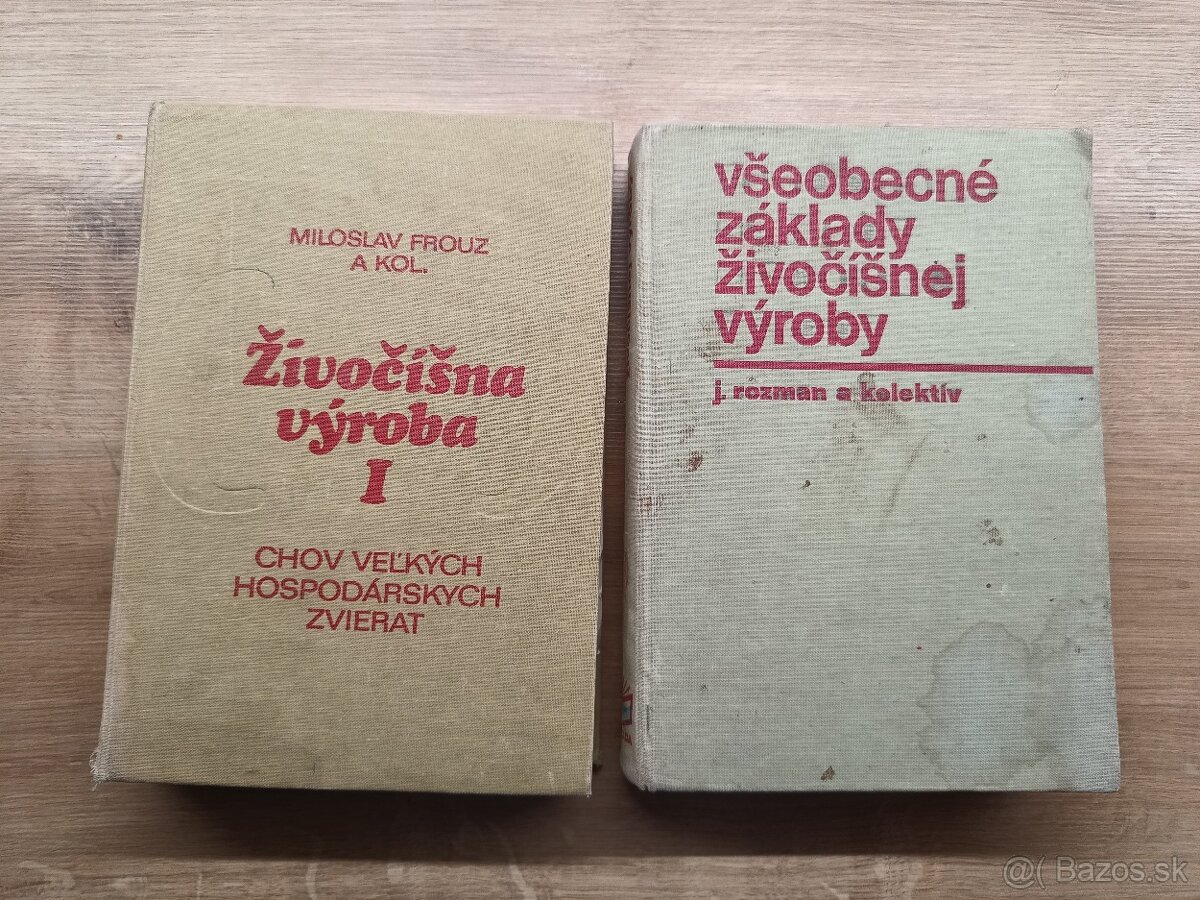 MILOSLAV FROUZ
A KOL.
Živočíšna
výroba
I
CHOV VEĽKÝCH
HOSPODÁRSKYCH
ZVIERAT
všeobecné
základy
živočíšnej
výroby
j. rozman a kolektív
@( Bazos.sk